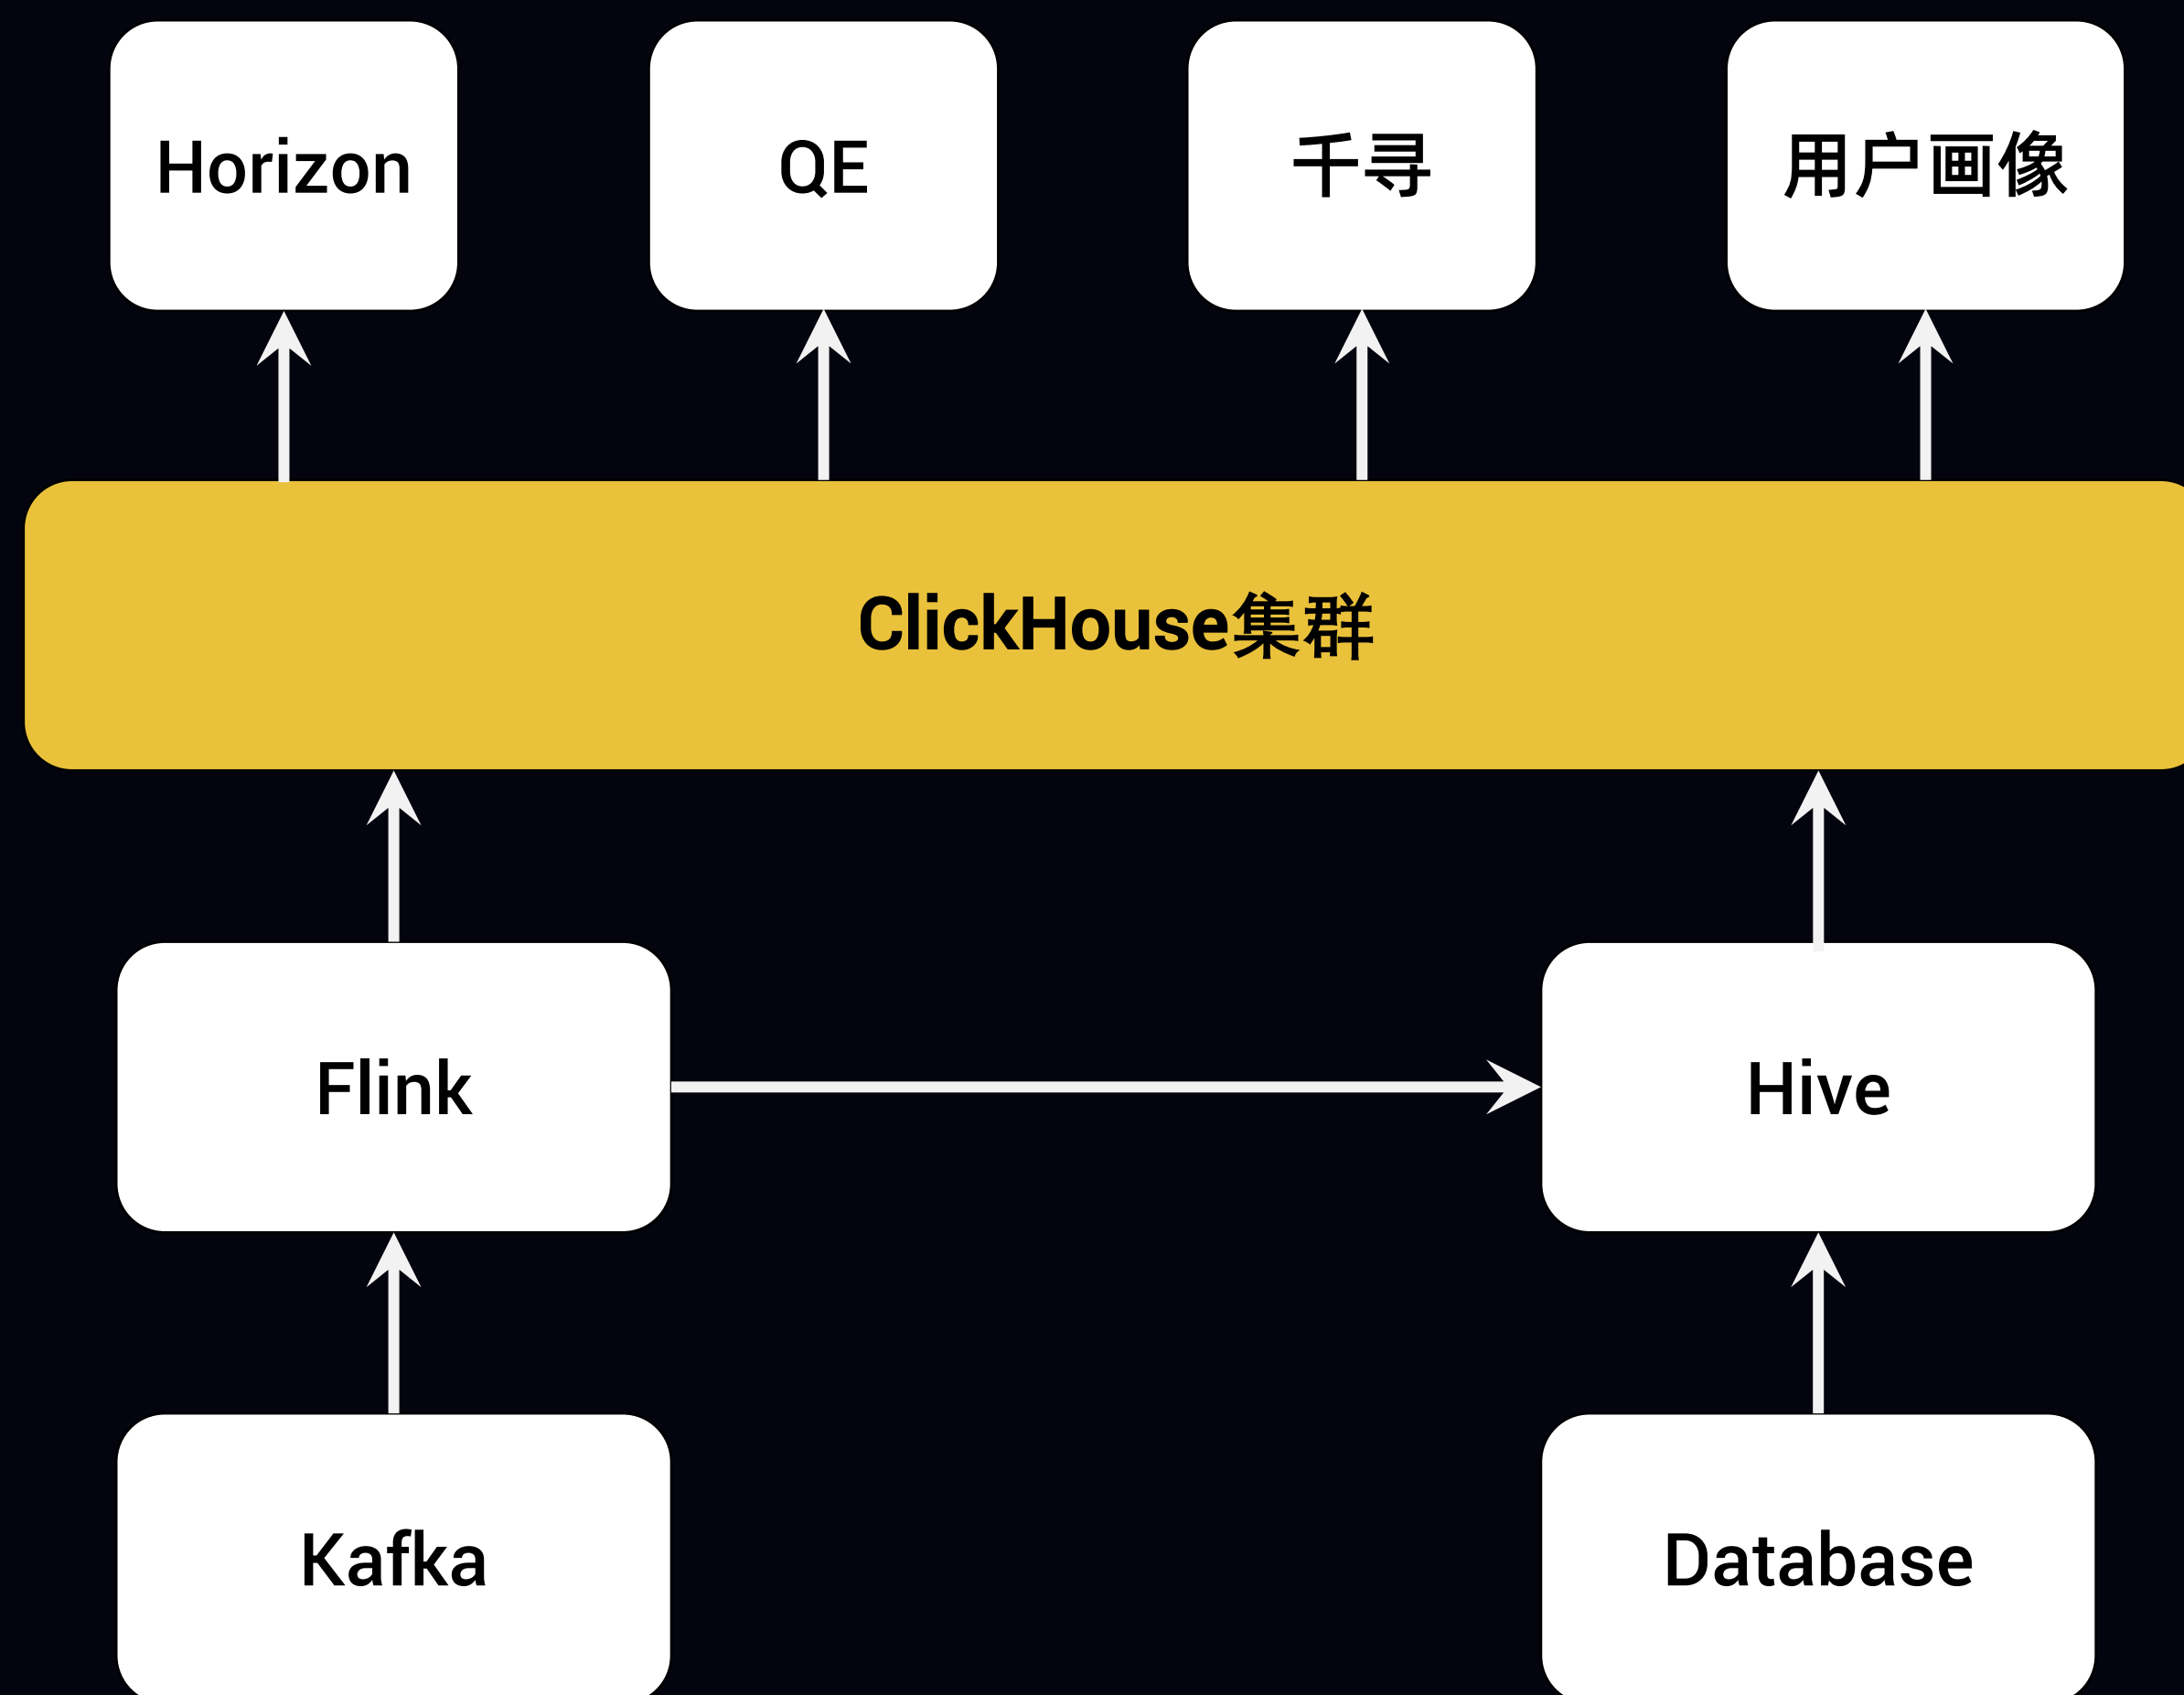 Horizon
QE
千寻
用户画像
ClickHouse集群
Flink
Hive
Kafka
Database